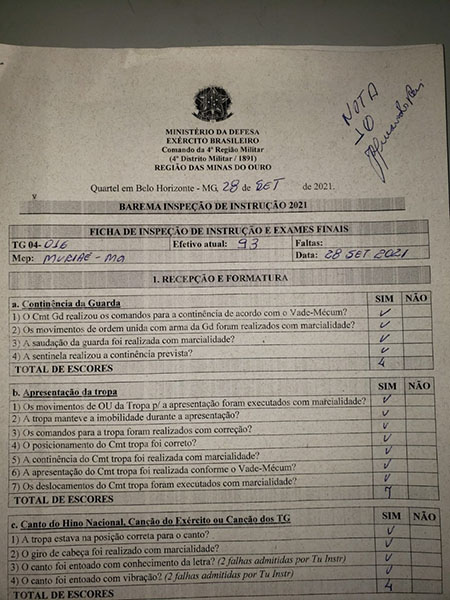 NOTA
10
MINISTÉRIO DA DEFESA
EXÉRCITO BRASILEIRO
Comando da 4ª Região Militar
(4º Distrito Militar / 1891)
REGIÃO DAS MINAS DO OURO
Quartel em Belo Horizonte - MG, 28 de SET de 2021.
BAREMA INSPEÇÃO DE INSTRUÇÃO 2021
FICHA DE INSPEÇÃO DE INSTRUÇÃO E EXAMES FINAIS
TG 04- 016 Efetivo atual: 93 Faltas:
Mcp: MURIAÉ - MG Data: 28 SET 2021
1. RECEPÇÃO E FORMATURA
a. Continência da Guarda SIM NÃO
1) O Cmt Gd realizou os comandos para a continência de acordo com o Vade-Mécum? ✓
2) Os movimentos de ordem unida com arma da Gd foram realizados com marcialidade? ✓
3) A saudação da guarda foi realizada com marcialidade? ✓
4) A sentinela realizou a continência prevista? ✓
TOTAL DE ESCORES 4
b. Apresentação da tropa SIM NÃO
1) Os movimentos de OU da Tropa p/ a apresentação foram executados com marcialidade? ✓
2) A tropa manteve a imobilidade durante a apresentação? ✓
3) Os comandos para a tropa foram realizados com correção? ✓
4) O posicionamento do Cmt tropa foi correto? ✓
5) A continência do Cmt tropa foi realizada com marcialidade? ✓
6) A apresentação do Cmt tropa foi realizada conforme o Vade-Mécum? ✓
7) Os deslocamentos do Cmt tropa foram executados com marcialidade? ✓
TOTAL DE ESCORES 7
c. Canto do Hino Nacional, Canção do Exército ou Canção dos TG SIM NÃO
1) A tropa estava na posição correta para o canto? ✓
2) O giro de cabeça foi realizado com marcialidade? ✓
3) O canto foi entoado com conhecimento da letra? (2 falhas admitidas por Tu Instr) ✓
4) O canto foi entoado com vibração? (2 falhas admitidas por Tu Instr) ✓
TOTAL DE ESCORES 4